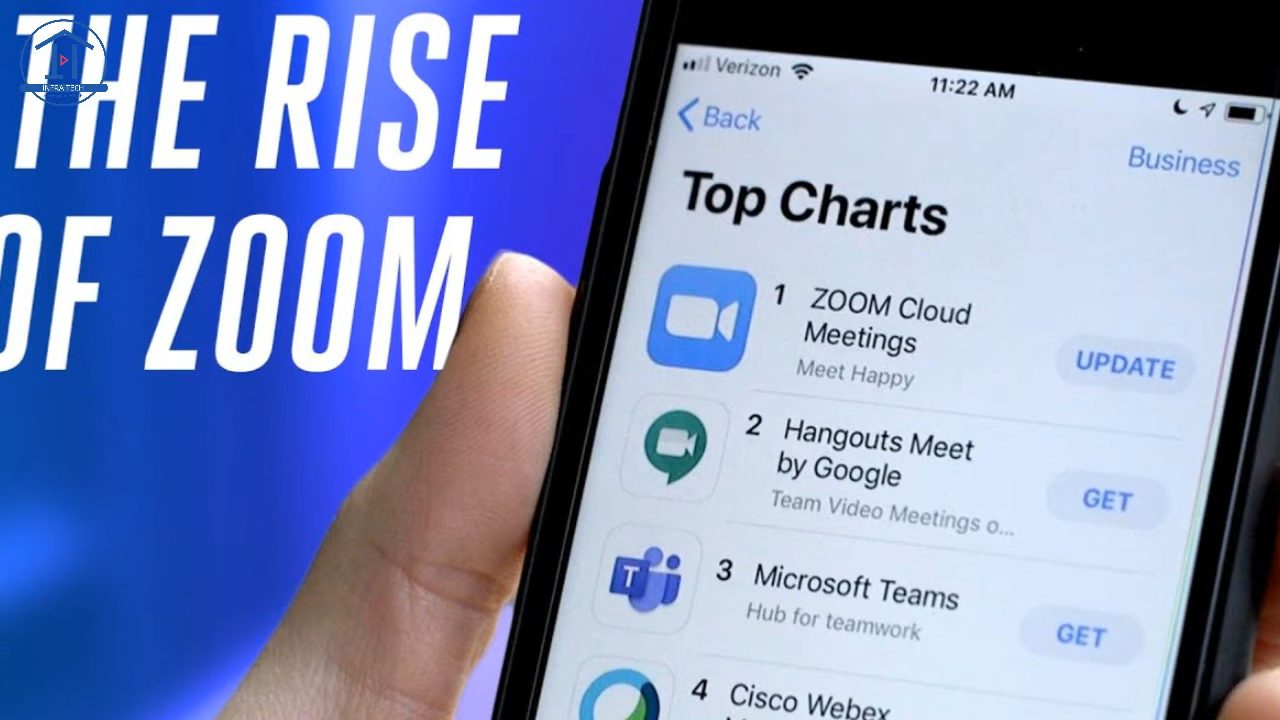 THE RISE
OF ZOOM
INFRATECH
Verizon
11:22 AM
Back
Business
Top Charts
1 ZOOM Cloud
Meetings
Meet Happy
UPDATE
2 Hangouts Meet
by Google
Team Video Meetings o...
GET
T
3 Microsoft Teams
Hub for teamwork
GET
4 Cisco Webex